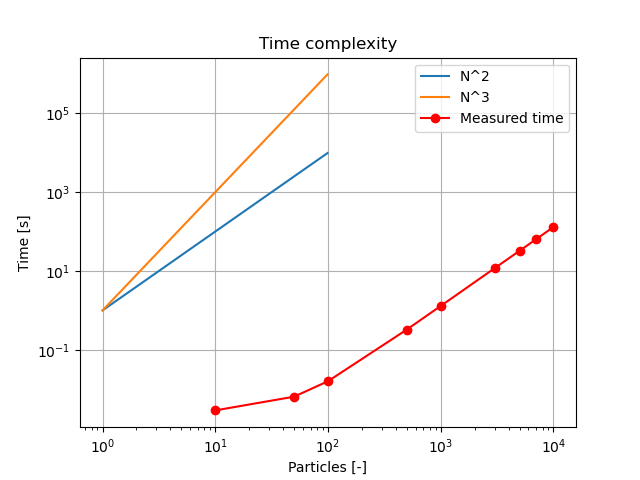 Time complexity
N^2
N^3
Measured time
10^5
10^3
10^1
10^-1
Time [s]
10^0
10^1
10^2
10^3
10^4
Particles [-]